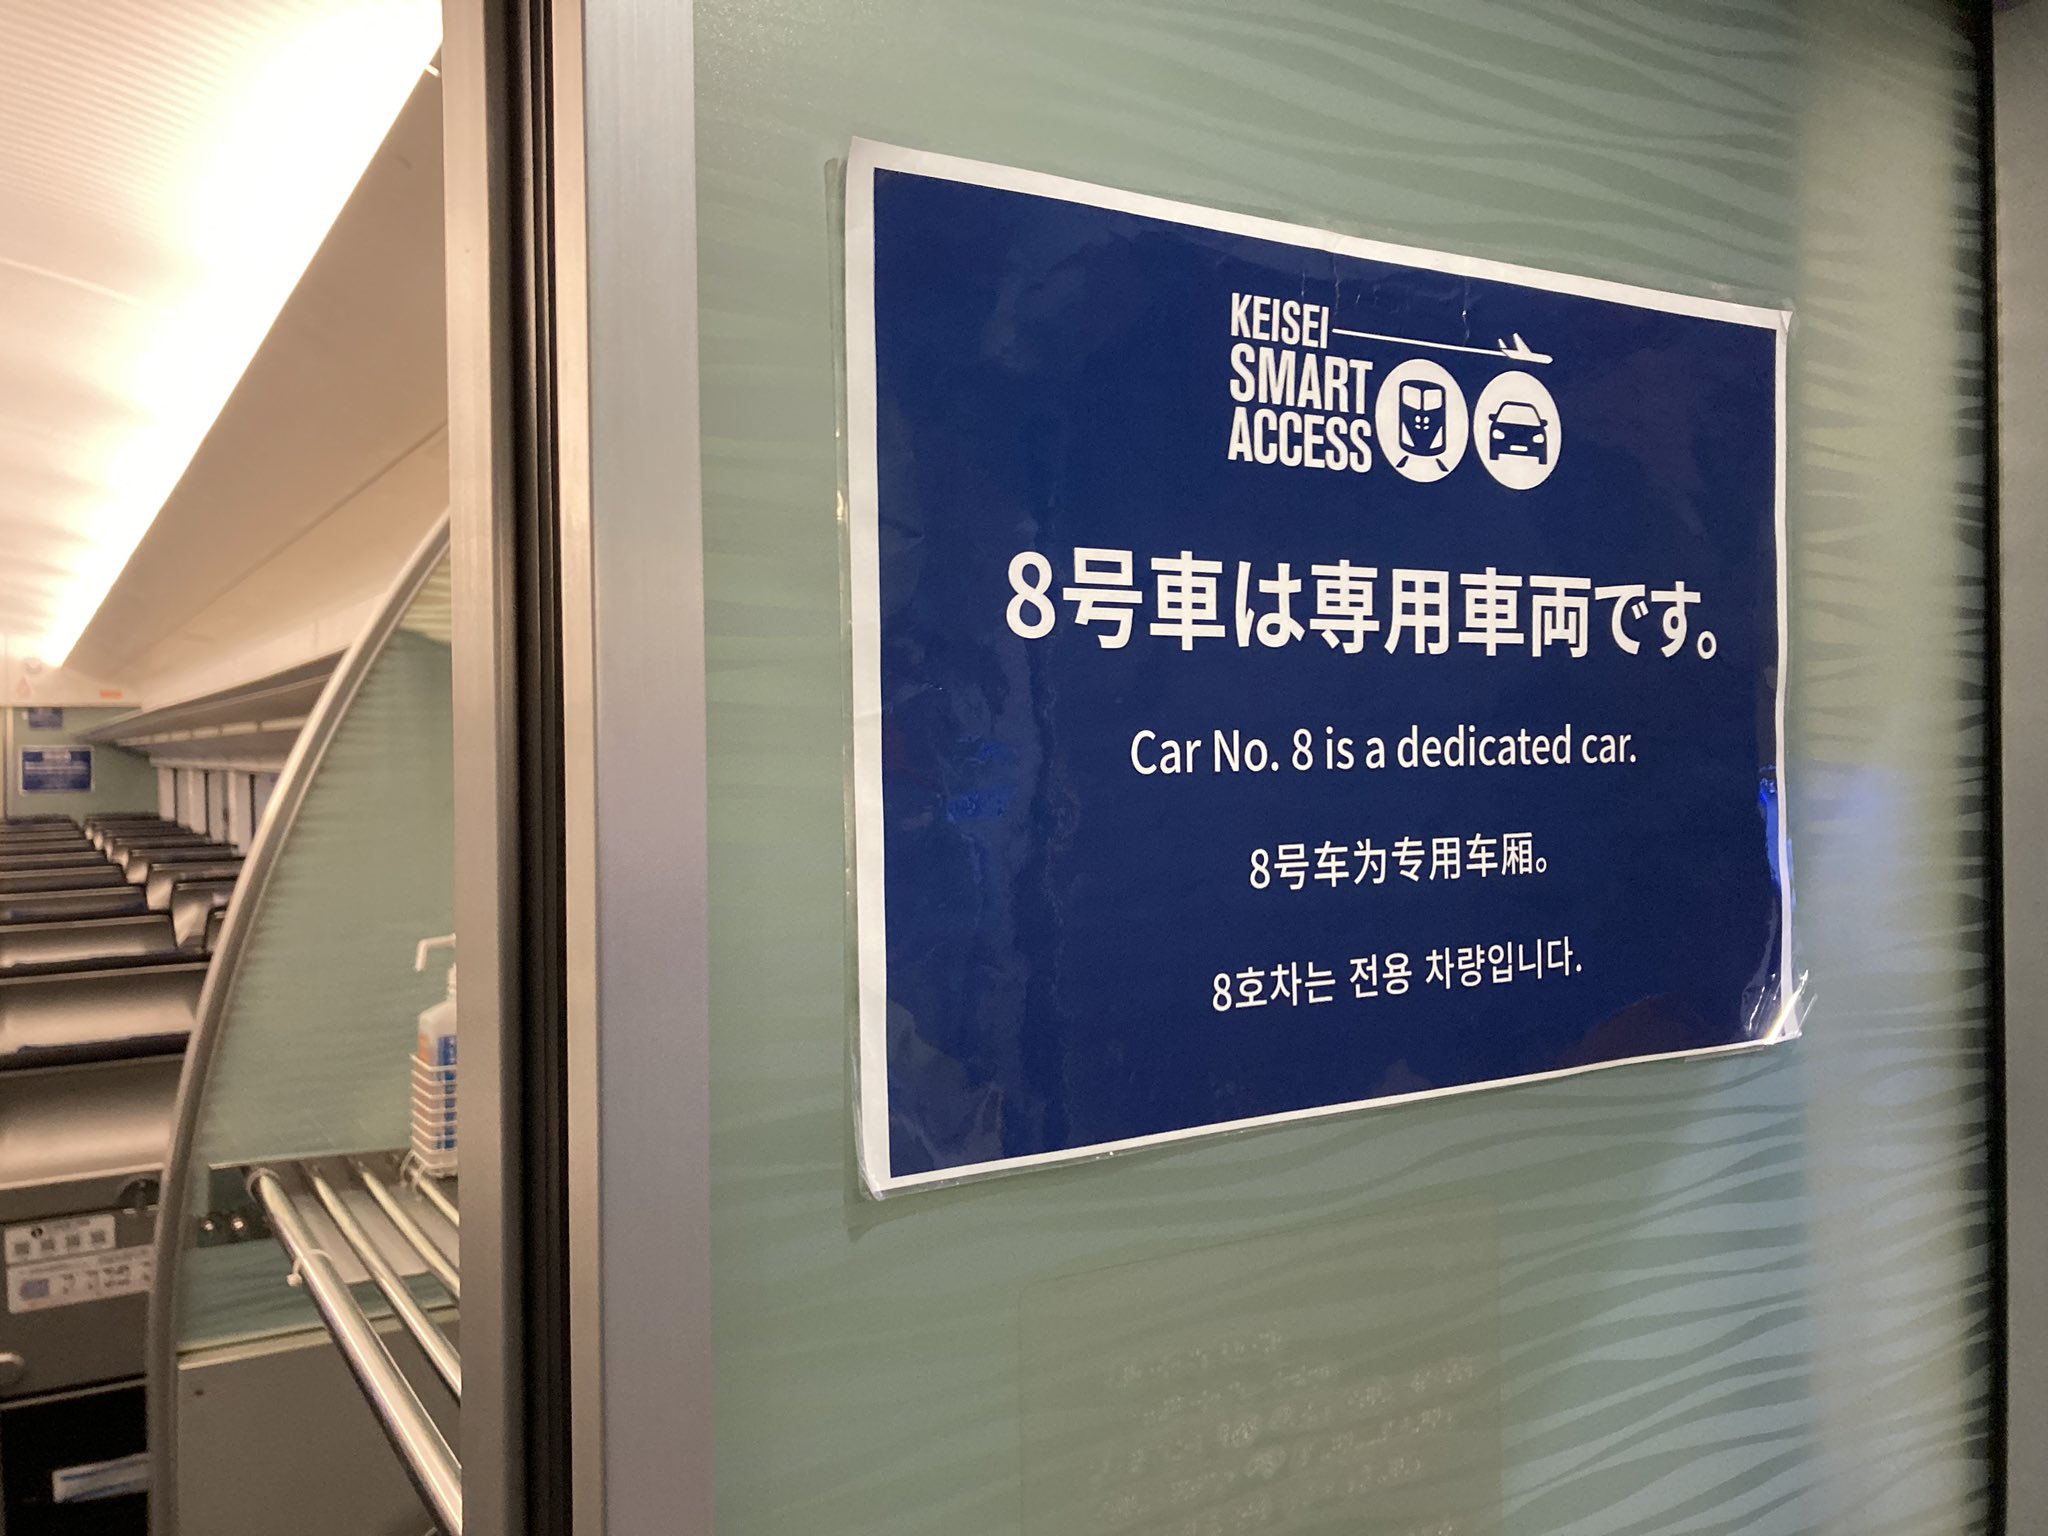 KEISEI
SMART
ACCESS
8号車は専用車両です。
Car No. 8 is a dedicated car.
8号车为专用车厢。
8호차는 전용 차량입니다.